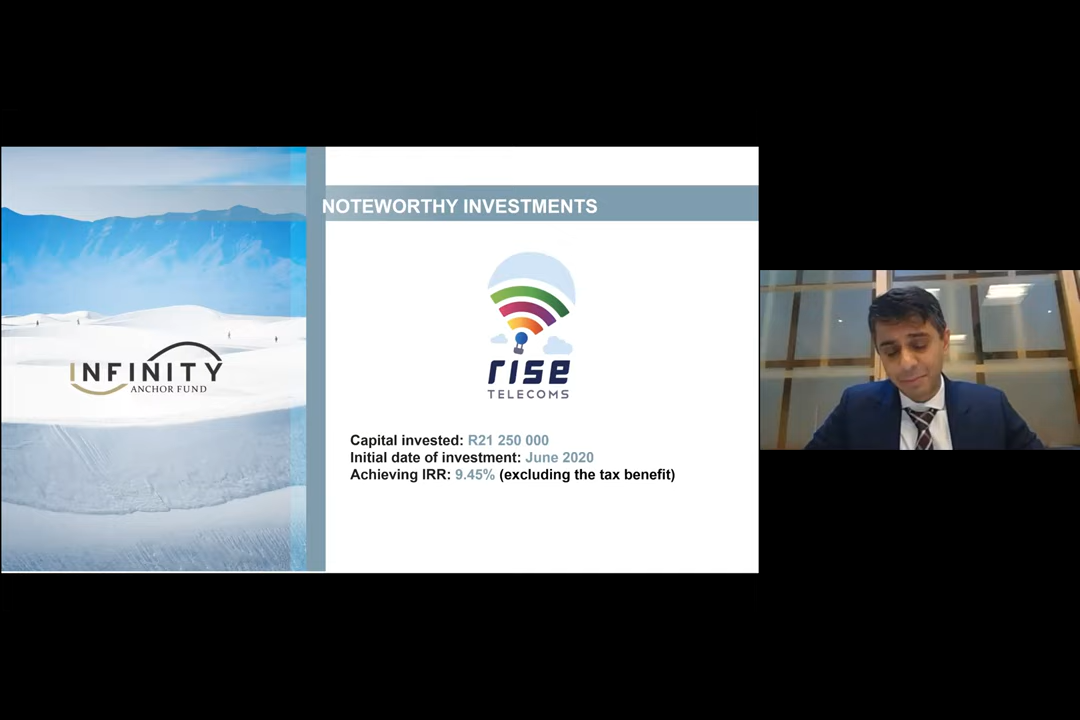 NOTEWORTHY INVESTMENTS
INFINITY
ANCHOR FUND
rise
TELECOMS
Capital invested: R21 250 000
Initial date of investment: June 2020
Achieving IRR: 9.45% (excluding the tax benefit)